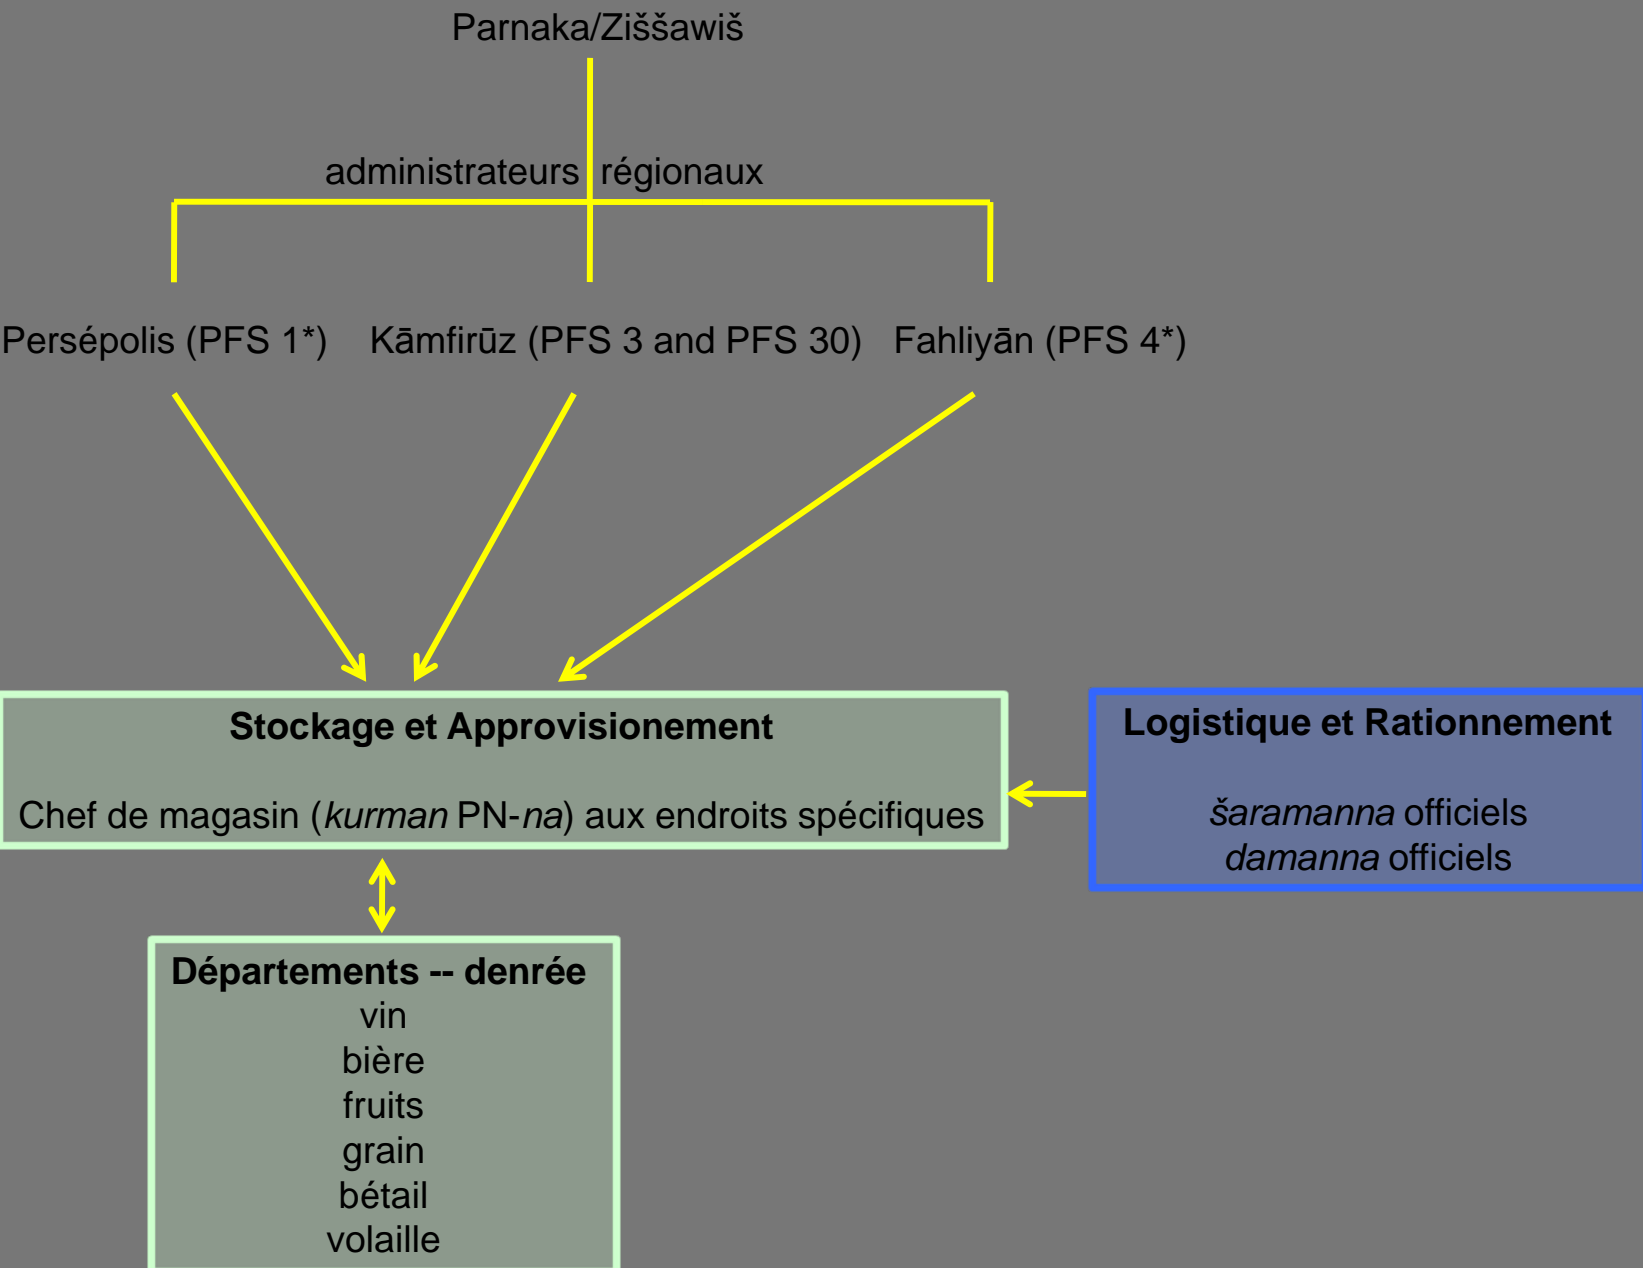 Parnaka/Ziššawiš
administrateurs régionaux
Persépolis (PFS 1*) Kāmfirūz (PFS 3 and PFS 30) Fahliyān (PFS 4*)
Stockage et Approvisionement
Chef de magasin (kurman PN-na) aux endroits spécifiques
Logistique et Rationnement
šaramanna officiels
damanna officiels
Départements -- denrée
vin
bière
fruits
grain
bétail
volaille